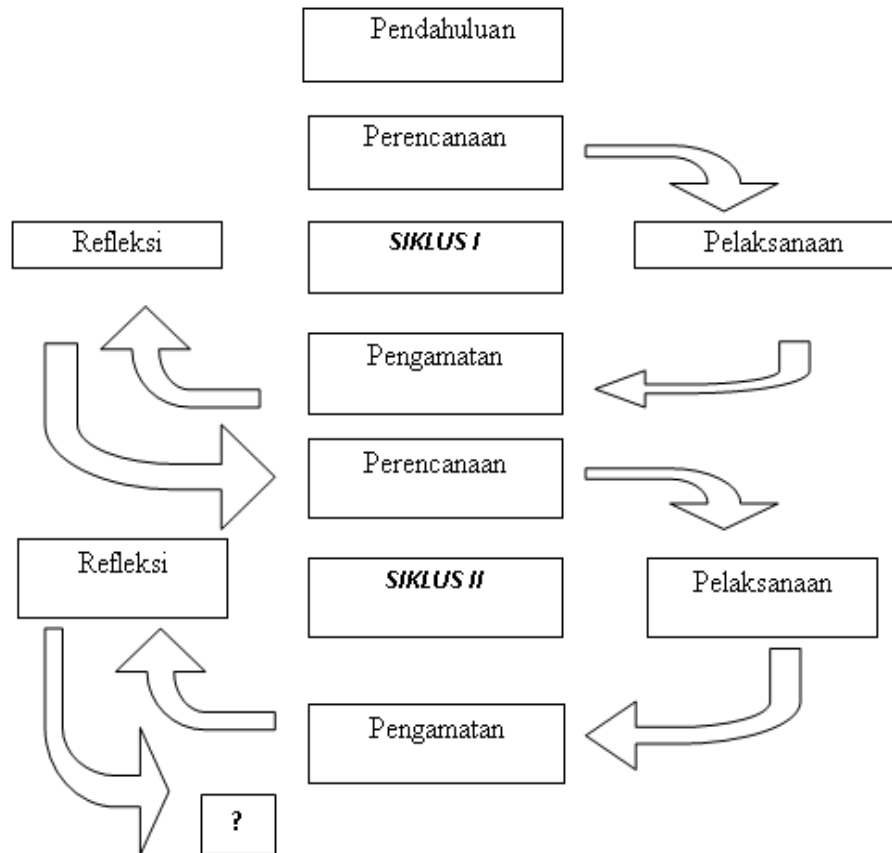 Pendahuluan
Perencanaan
Refleksi
SIKLUS I
Pelaksanaan
Pengamatan
Perencanaan
Refleksi
SIKLUS II
Pelaksanaan
Pengamatan
?